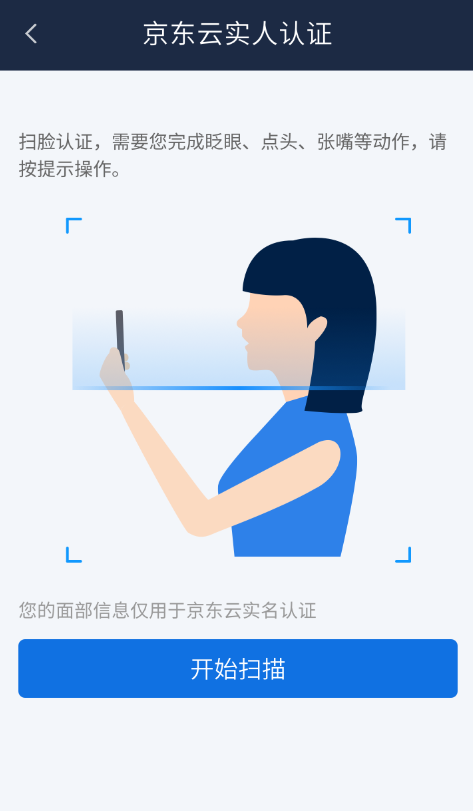 京东云实人认证
扫脸认证，需要您完成眨眼、点头、张嘴等动作，请
按提示操作。
您的面部信息仅用于京东云实名认证
开始扫描